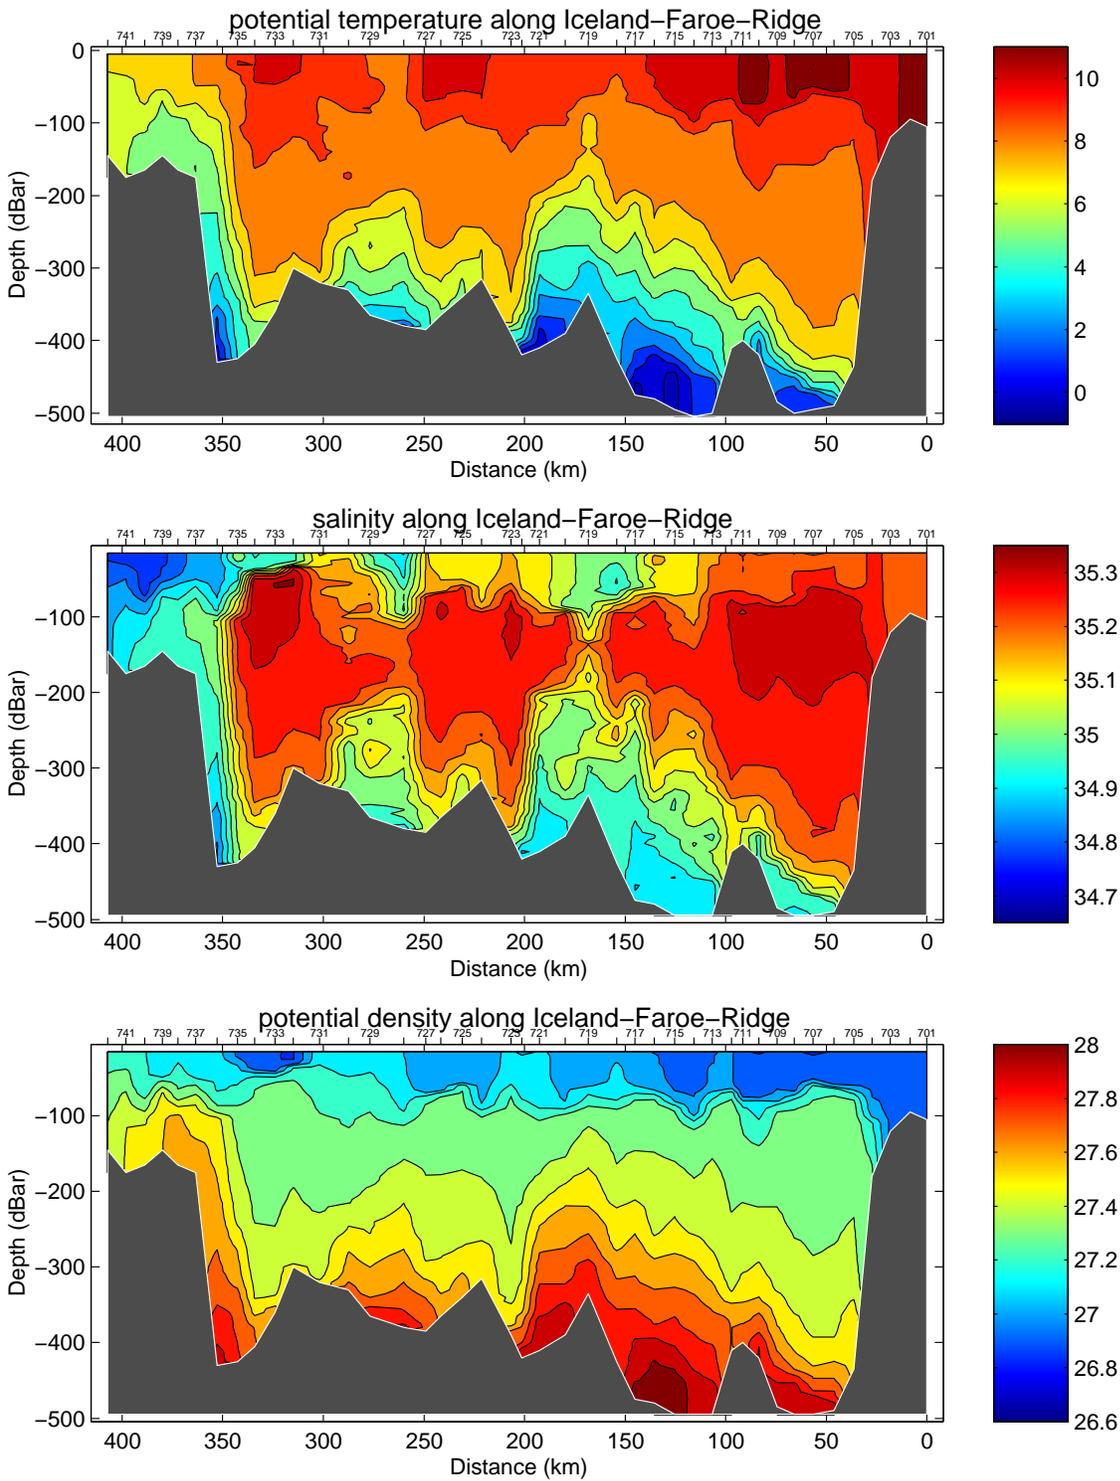 potential temperature along Iceland−Faroe−Ridge
741 739 737 735 733 731 729 727 725 723 721 719 717 715 713 711 709 707 705 703 701
0
−100
−200
−300
−400
−500
Depth (dBar)
400 350 300 250 200 150 100 50 0
Distance (km)
10
8
6
4
2
0
salinity along Iceland−Faroe−Ridge
741 739 737 735 733 731 729 727 725 723 721 719 717 715 713 711 709 707 705 703 701
−100
−200
−300
−400
−500
Depth (dBar)
400 350 300 250 200 150 100 50 0
Distance (km)
35.3
35.2
35.1
35
34.9
34.8
34.7
potential density along Iceland−Faroe−Ridge
741 739 737 735 733 731 729 727 725 723 721 719 717 715 713 711 709 707 705 703 701
−100
−200
−300
−400
−500
Depth (dBar)
400 350 300 250 200 150 100 50 0
Distance (km)
28
27.8
27.6
27.4
27.2
27
26.8
26.6